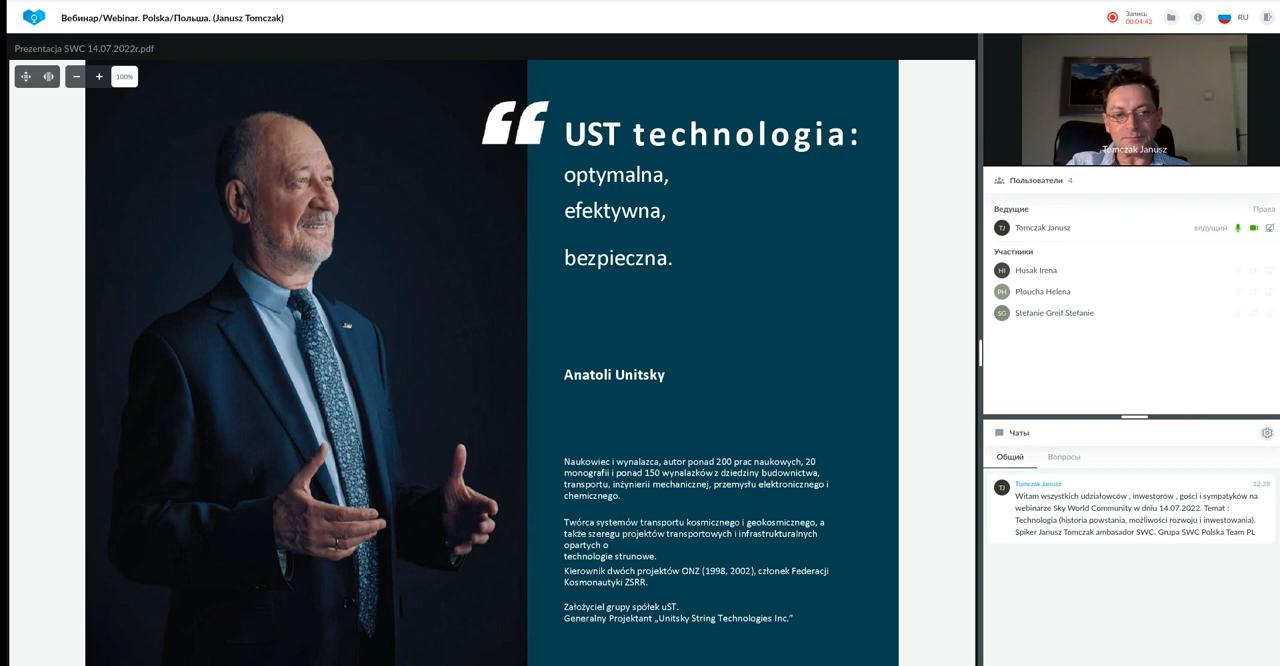 Вебинар/Webinar. Polska/Польша. (Janusz Tomczak)
Запись
00:04:42
RU
Prezentacja SWC 14.07.2022r.pdf
100%
UST technologia:
optymalna,
efektywna,
bezpieczna.
Anatoli Unitsky
Naukowiec i wynalazca, autor ponad 200 prac naukowych, 20
monografii i ponad 150 wynalazków z dziedziny budownictwa,
transportu, inżynierii mechanicznej, przemysłu elektronicznego i
chemicznego.
Twórca systemów transportu kosmicznego i geokosmicznego, a
także szeregu projektów transportowych i infrastrukturalnych
opartych o
technologie strunowe.
Kierownik dwóch projektów ONZ (1998, 2002), członek Federacji
Kosmonautyki ZSRR.
Założyciel grupy spółek uST.
Generalny Projektant „Unitsky String Technologies Inc.”
Tomczak Janusz
Пользователи 4
Ведущие Права
TJ Tomczak Janusz ведущий
Участники
HI Husak Irena
PH Płoucha Helena
SG Stefanie Greif Stefanie
Чаты
Общий Вопросы
TJ Tomczak Janusz 12:28
Witam wszystkich udziałowców , inwestorów , gości i sympatyków na
webinarze Sky World Community w dniu 14.07.2022. Temat :
Technologia (historia powstania, możliwości rozwoju i inwestowania).
Spiker Janusz Tomczak ambasador SWC. Grupa SWC Polska Team PL